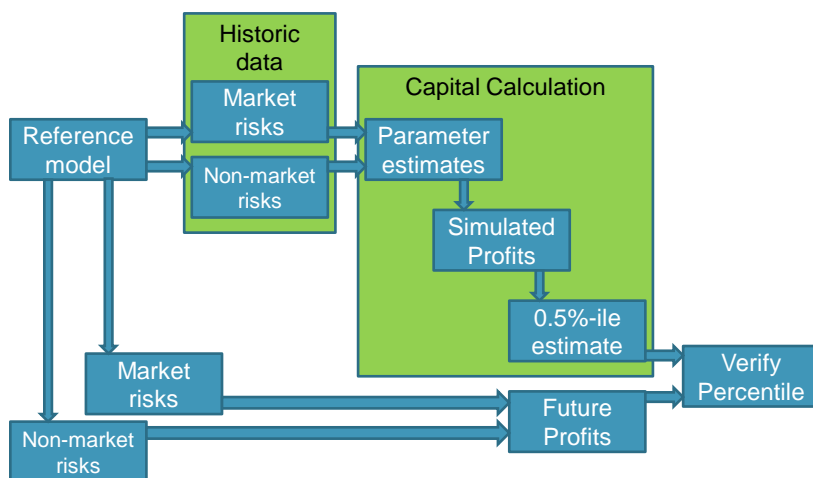 Historic
data
Market
risks
Non-market
risks
Reference
model
Capital Calculation
Parameter
estimates
Simulated
Profits
0.5%-ile
estimate
Verify
Percentile
Market
risks
Future
Profits
Non-market
risks